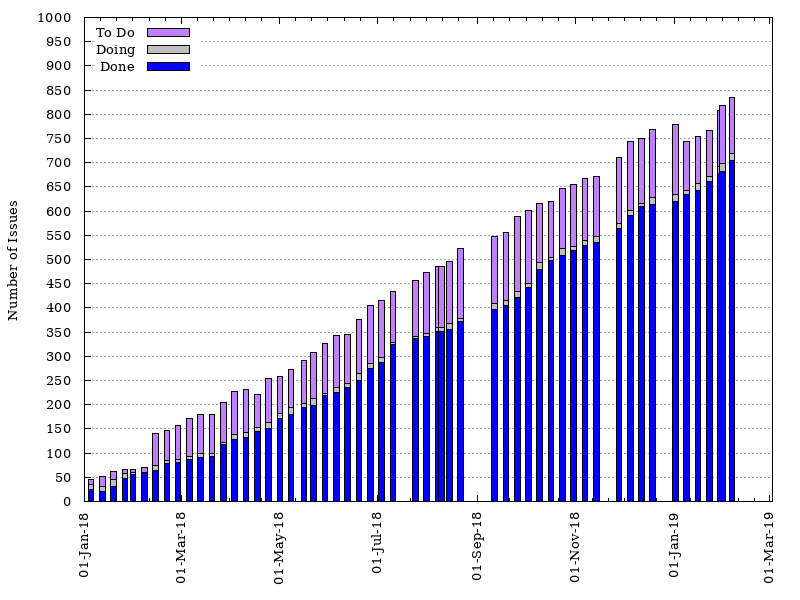 1000
950
900
850
800
750
700
650
600
550
500
450
400
350
300
250
200
150
100
50
0
Number of Issues
To Do
Doing
Done
01-Jan-18
01-Mar-18
01-May-18
01-Jul-18
01-Sep-18
01-Nov-18
01-Jan-19
01-Mar-19